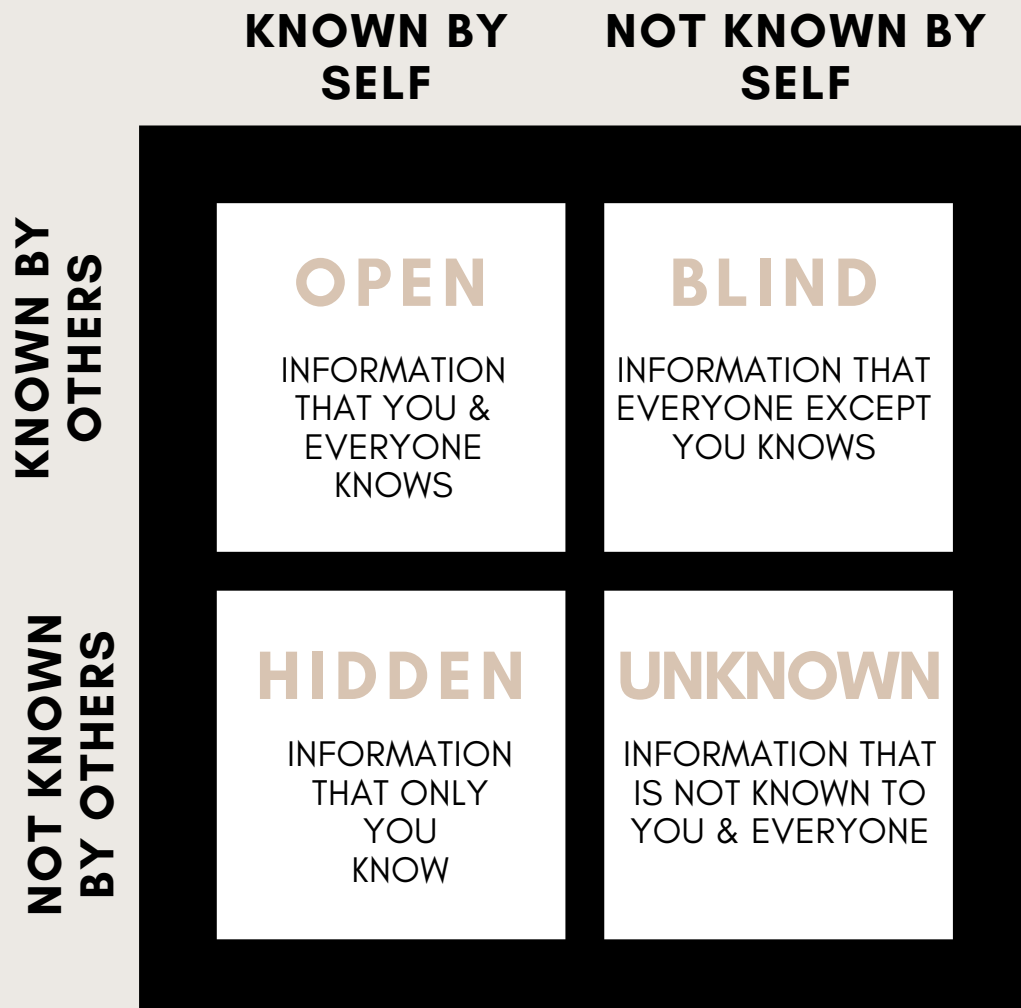 KNOWN BY
SELF
NOT KNOWN BY
SELF
KNOWN BY
OTHERS
OPEN
INFORMATION
THAT YOU &
EVERYONE
KNOWS
BLIND
INFORMATION THAT
EVERYONE EXCEPT
YOU KNOWS
NOT KNOWN
BY OTHERS
HIDDEN
INFORMATION
THAT ONLY
YOU
KNOW
UNKNOWN
INFORMATION THAT
IS NOT KNOWN TO
YOU & EVERYONE